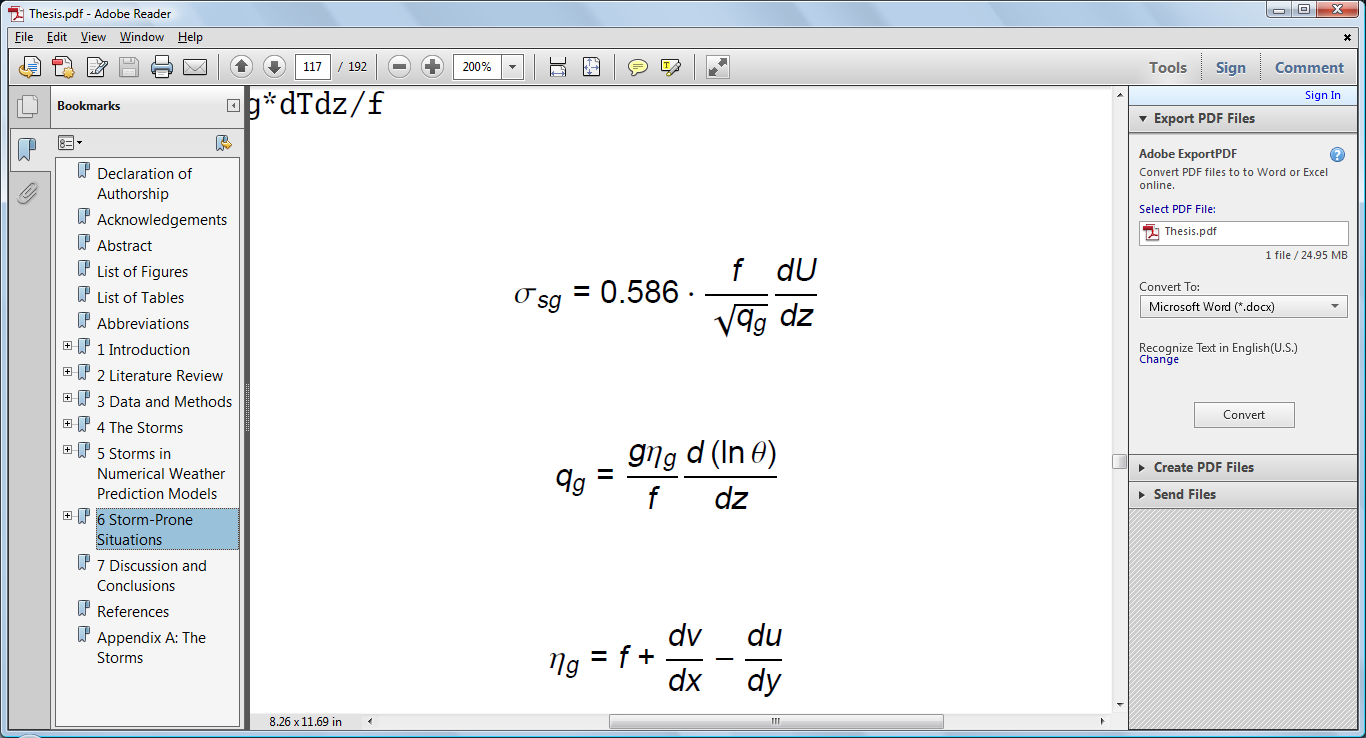 Thesis.pdf - Adobe Reader
File Edit View Window Help
117 / 192 200% Tools Sign Comment
Bookmarks
Declaration of
Authorship
Acknowledgements
Abstract
List of Figures
List of Tables
Abbreviations
1 Introduction
2 Literature Review
3 Data and Methods
4 The Storms
5 Storms in
Numerical Weather
Prediction Models
6 Storm-Prone
Situations
7 Discussion and
Conclusions
References
Appendix A: The
Storms
g*dTdz/f
σ_sg = 0.586 · f/√q_g dU/dz
q_g = gη_g/f d (ln θ)/dz
η_g = f + dv/dx − du/dy
8.26 x 11.69 in
Sign In
Export PDF Files
Adobe ExportPDF
Convert PDF files to to Word or Excel
online.
Select PDF File:
Thesis.pdf
1 file / 24.95 MB
Convert To:
Microsoft Word (*.docx)
Recognize Text in English(U.S.)
Change
Convert
Create PDF Files
Send Files